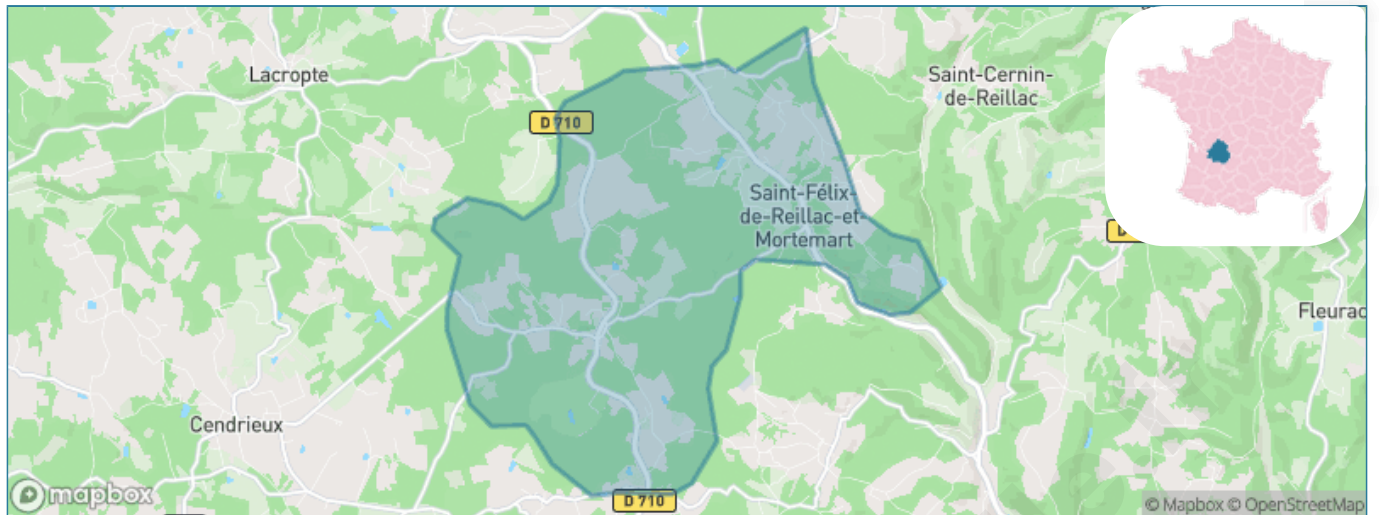 Lacropte
Saint-Cernin-
de-Reillac
D 710
Saint-Félix-
de-Reillac-et-
Mortemart
D
Fleurac
Cendrieux
mapbox
D 710
© Mapbox © OpenStreetMap